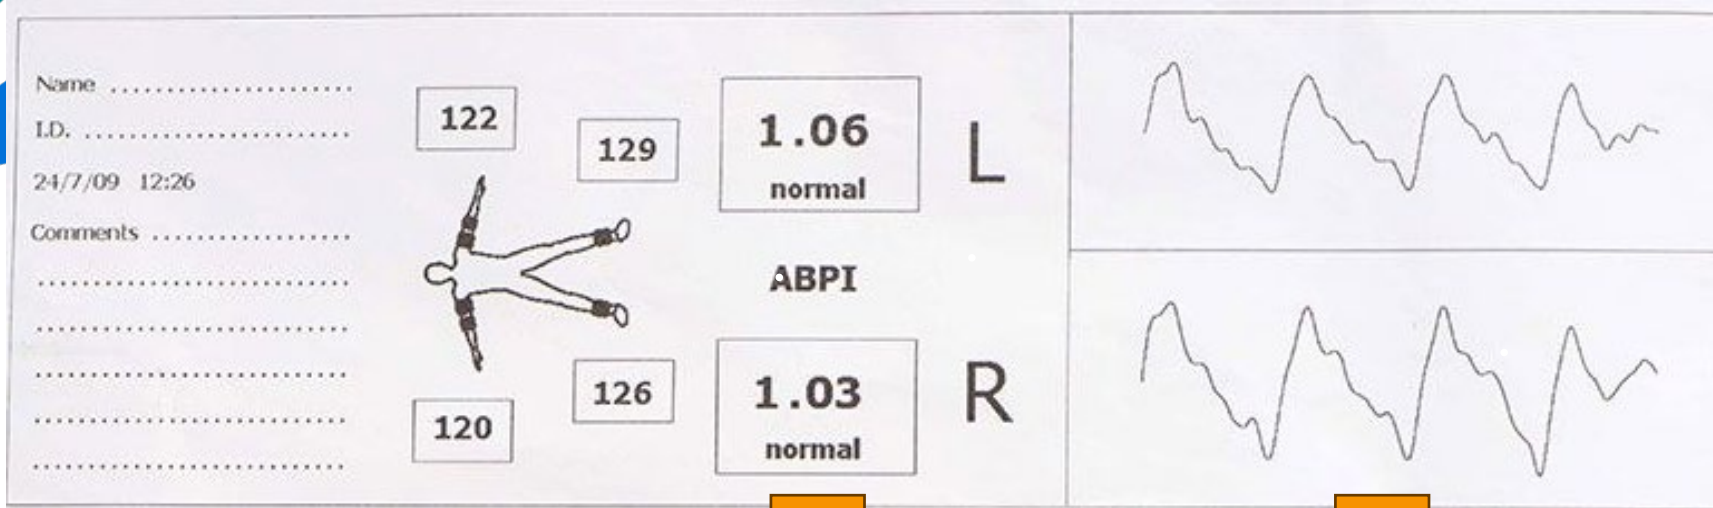 Name ......................
I.D. ..........................
24/7/09 12:26
Comments ....................
122
129
120
126
1.06
normal
L
ABPI
1.03
normal
R